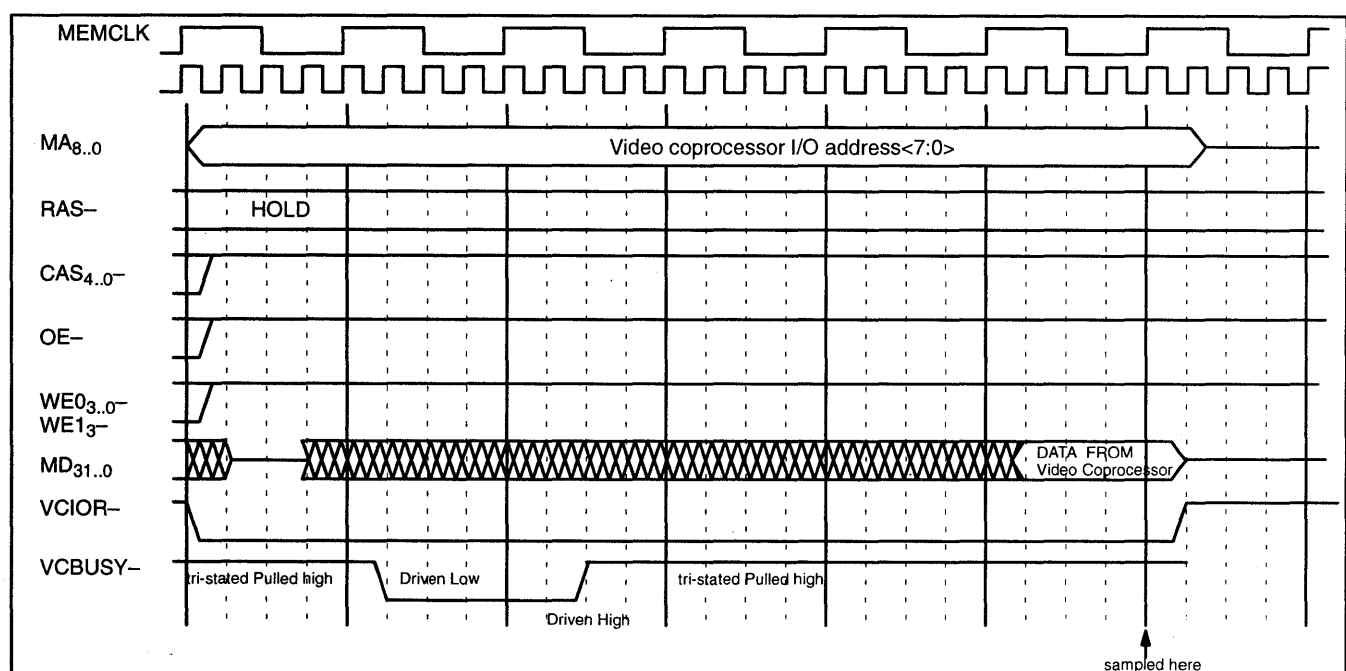 MEMCLK
MA8..0
Video coprocessor I/O address<7:0>
RAS–
HOLD
CAS4..0–
OE–
WE03..0–
WE13–
MD31..0
DATA FROM
Video Coprocessor
VCIOR–
VCBUSY–
tri-stated Pulled high
Driven Low
Driven High
tri-stated Pulled high
sampled here